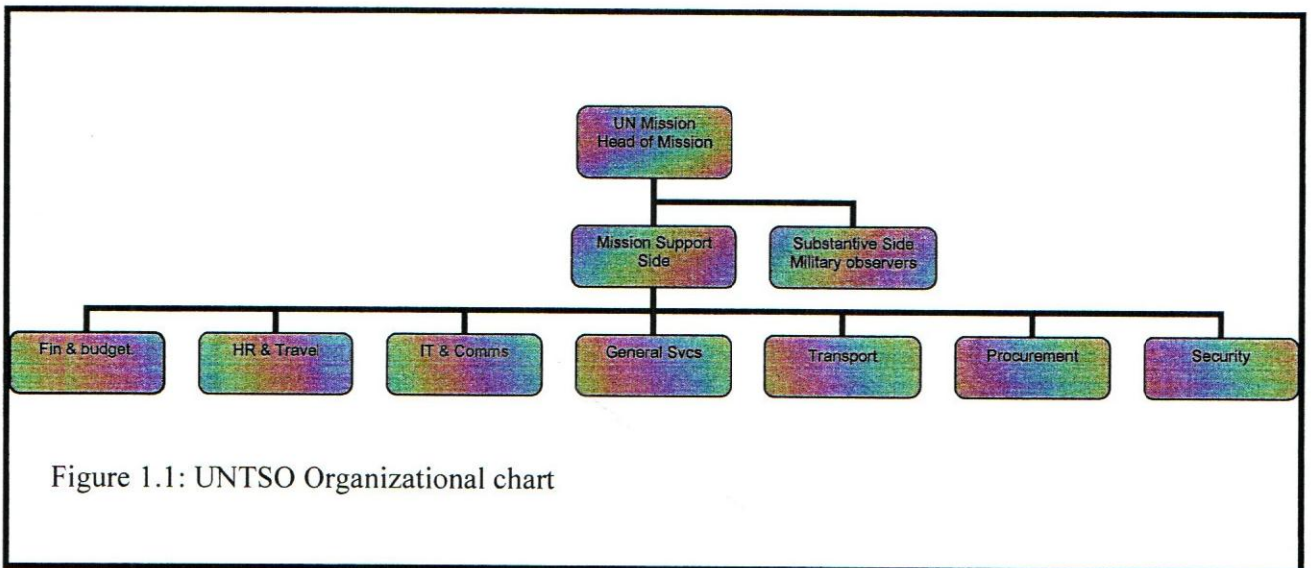 UN Mission
Head of Mission
Mission Support
Side
Substantive Side
Military observers
Fin & budget
HR & Travel
IT & Comms
General Svcs
Transport
Procurement
Security
Figure 1.1: UNTSO Organizational chart